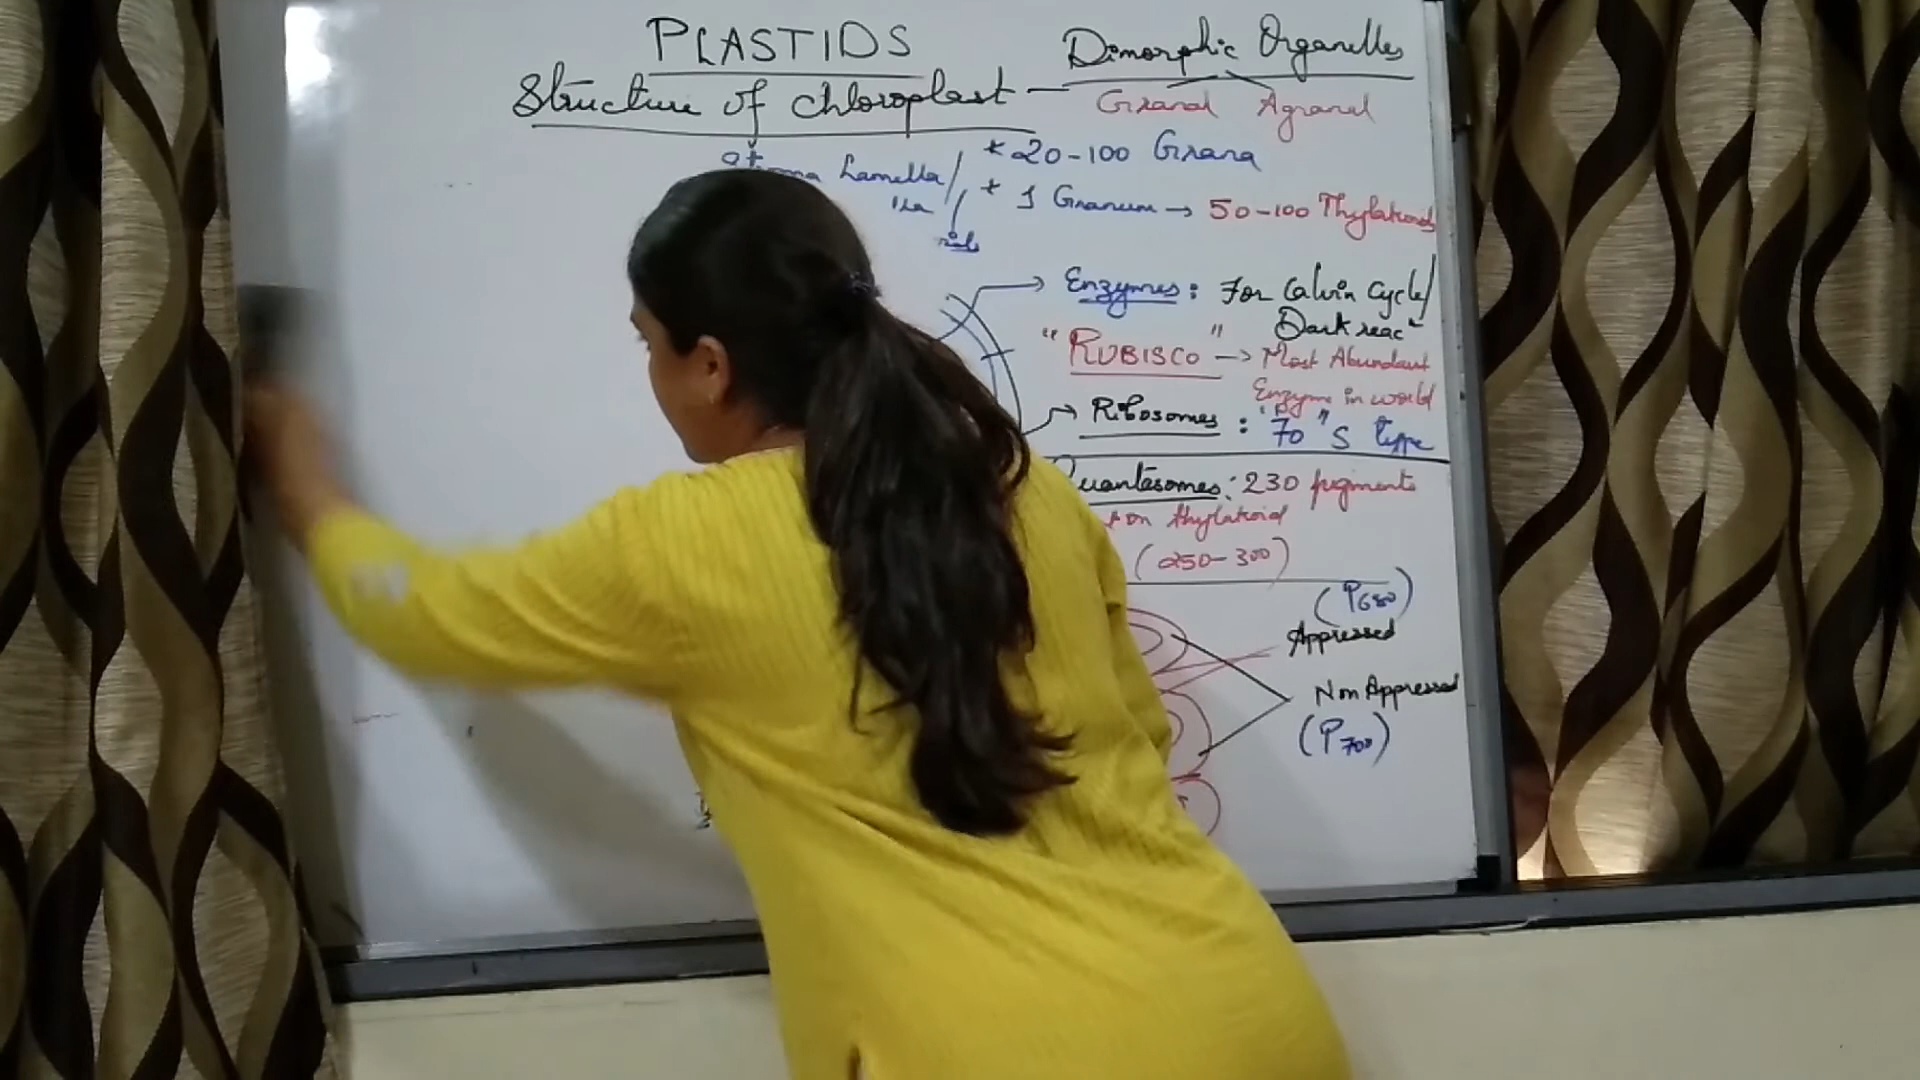 PLASTIDS
Structure of chloroplast — Dimorphic Organelles
Granal Agranal
Lamella /
* 20-100 Grana
* 1 Granum → 50-100 Thylakoids
→ Enzymes : For Calvin Cycle/
Dark reacn
"RUBISCO" → Most Abundant
Enzyme in world
→ Ribosomes : "70" S type
Quantasomes : 230 pigments
on thylakoid
(250-300)
(P680)
Appressed
Non Appressed
(P700)